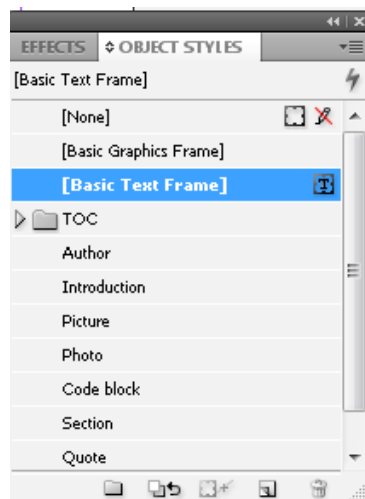 EFFECTS OBJECT STYLES
[Basic Text Frame]
[None]
[Basic Graphics Frame]
[Basic Text Frame] T
TOC
Author
Introduction
Picture
Photo
Code block
Section
Quote